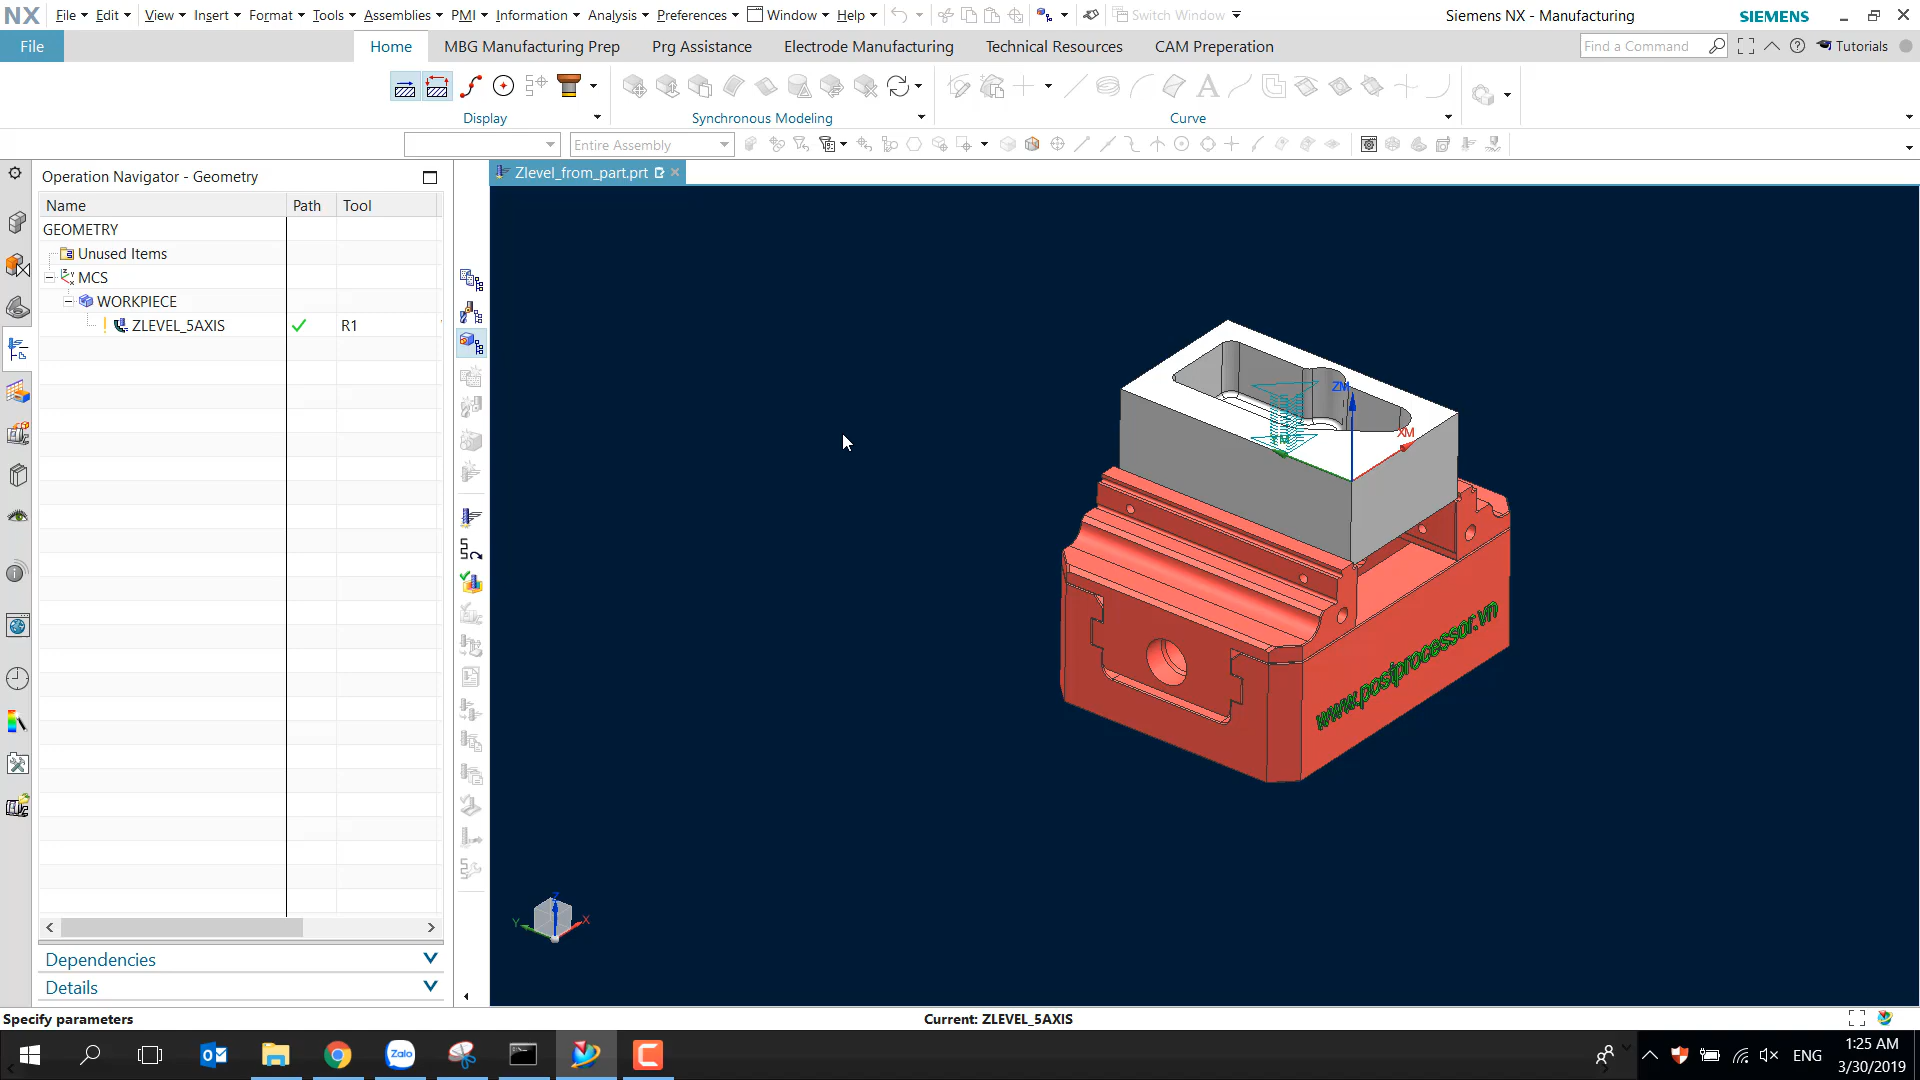 NX File Edit View Insert Format Tools Assemblies PMI Information Analysis Preferences Window Help Switch Window Siemens NX - Manufacturing SIEMENS
File Home MBG Manufacturing Prep Prg Assistance Electrode Manufacturing Technical Resources CAM Preperation Find a Command Tutorials
Display Synchronous Modeling Curve
Entire Assembly
Zlevel_from_part.prt
Operation Navigator - Geometry
Name Path Tool
GEOMETRY
Unused Items
MCS
WORKPIECE
ZLEVEL_5AXIS R1
ZM
XM
YM
www.postprocessor.vn
Z
Y X
Dependencies
Details
Specify parameters Current: ZLEVEL_5AXIS
Zalo ENG 1:25 AM
3/30/2019